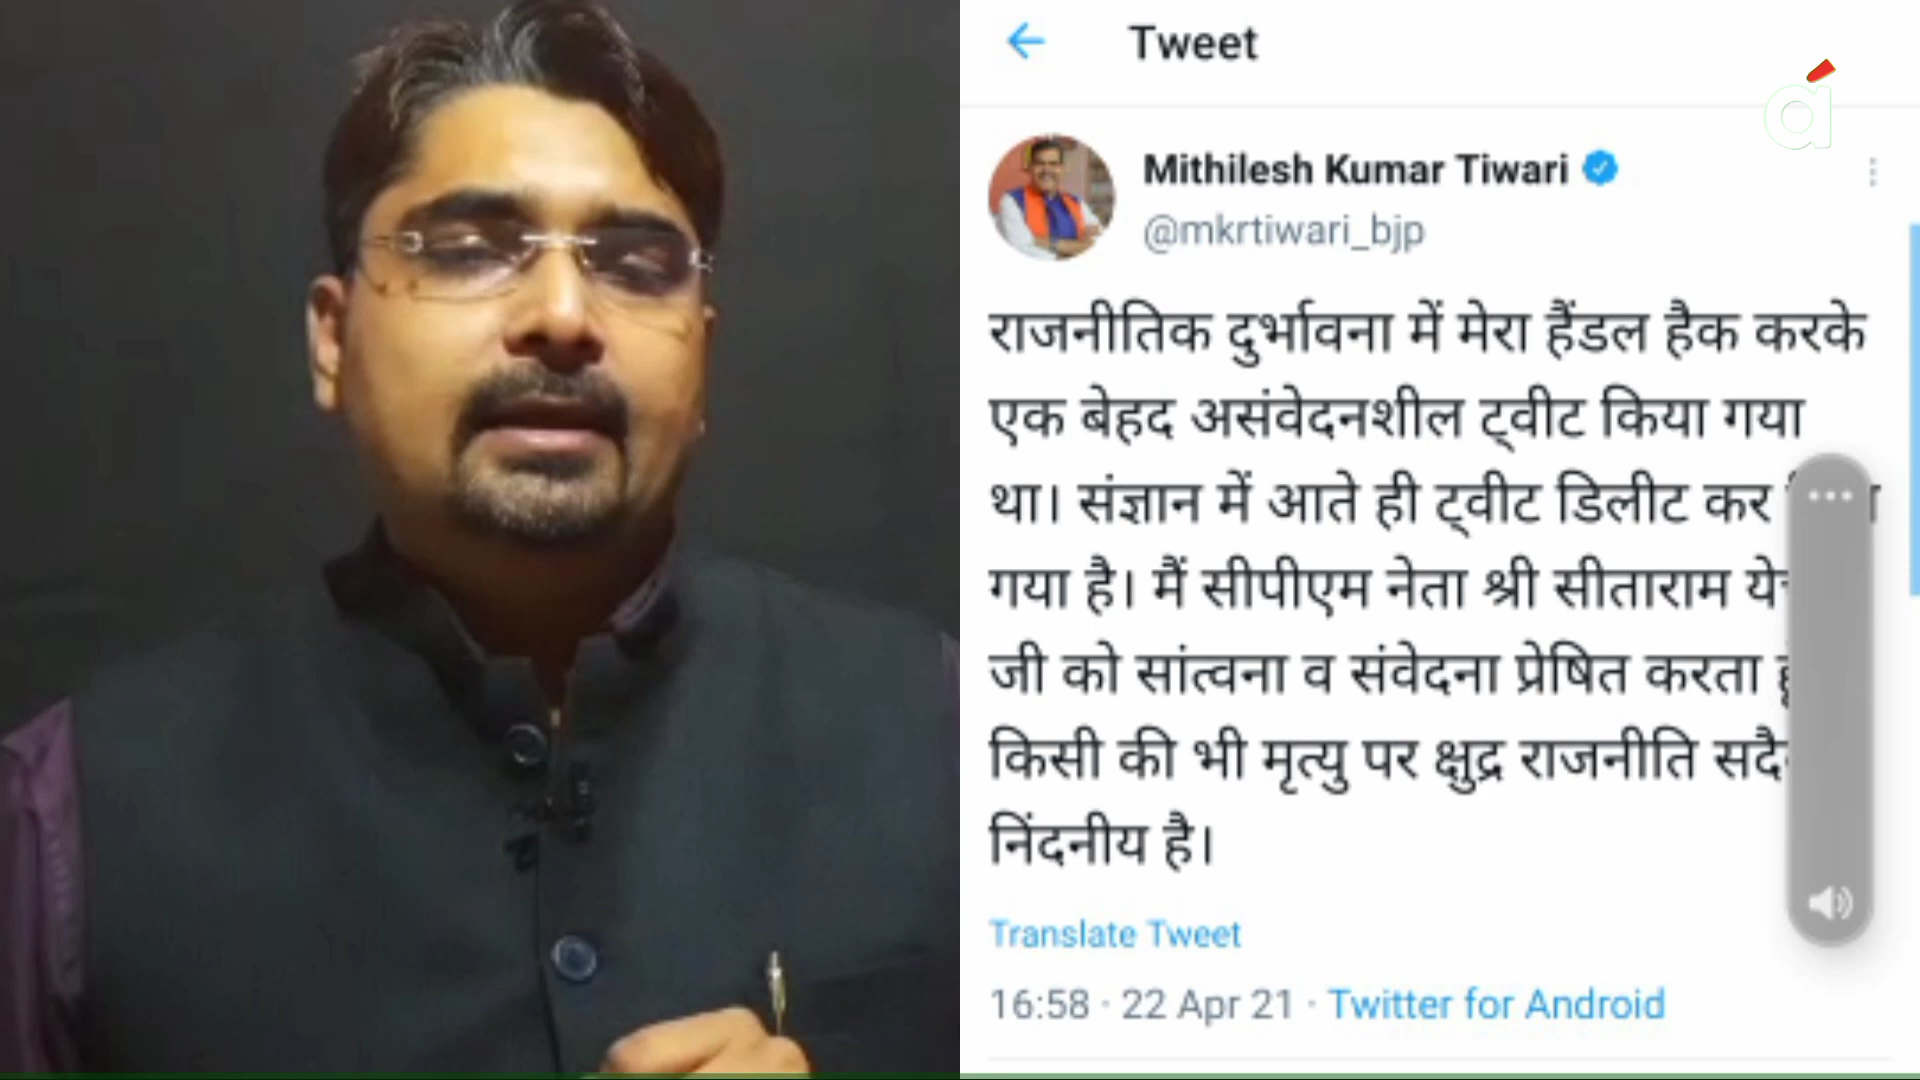 Tweet
Mithilesh Kumar Tiwari
@mkrtiwari_bjp
राजनीतिक दुर्भावना में मेरा हैंडल हैक करके
एक बेहद असंवेदनशील ट्वीट किया गया
था। संज्ञान में आते ही ट्वीट डिलीट कर
गया है। मैं सीपीएम नेता श्री सीताराम
जी को सांत्वना व संवेदना प्रेषित करता
किसी की भी मृत्यु पर क्षुद्र राजनीति
निंदनीय है।
Translate Tweet
16:58 · 22 Apr 21 · Twitter for Android